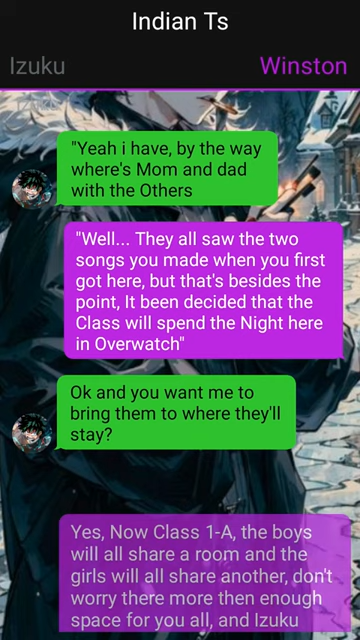 Indian Ts
Izuku
Winston
"Yeah i have, by the way
where's Mom and dad
with the Others
"Well... They all saw the two
songs you made when you first
got here, but that's besides the
point, It been decided that the
Class will spend the Night here
in Overwatch"
Ok and you want me to
bring them to where they'll
stay?
Yes, Now Class 1-A, the boys
will all share a room and the
girls will all share another, don't
worry there more then enough
space for you all, and Izuku